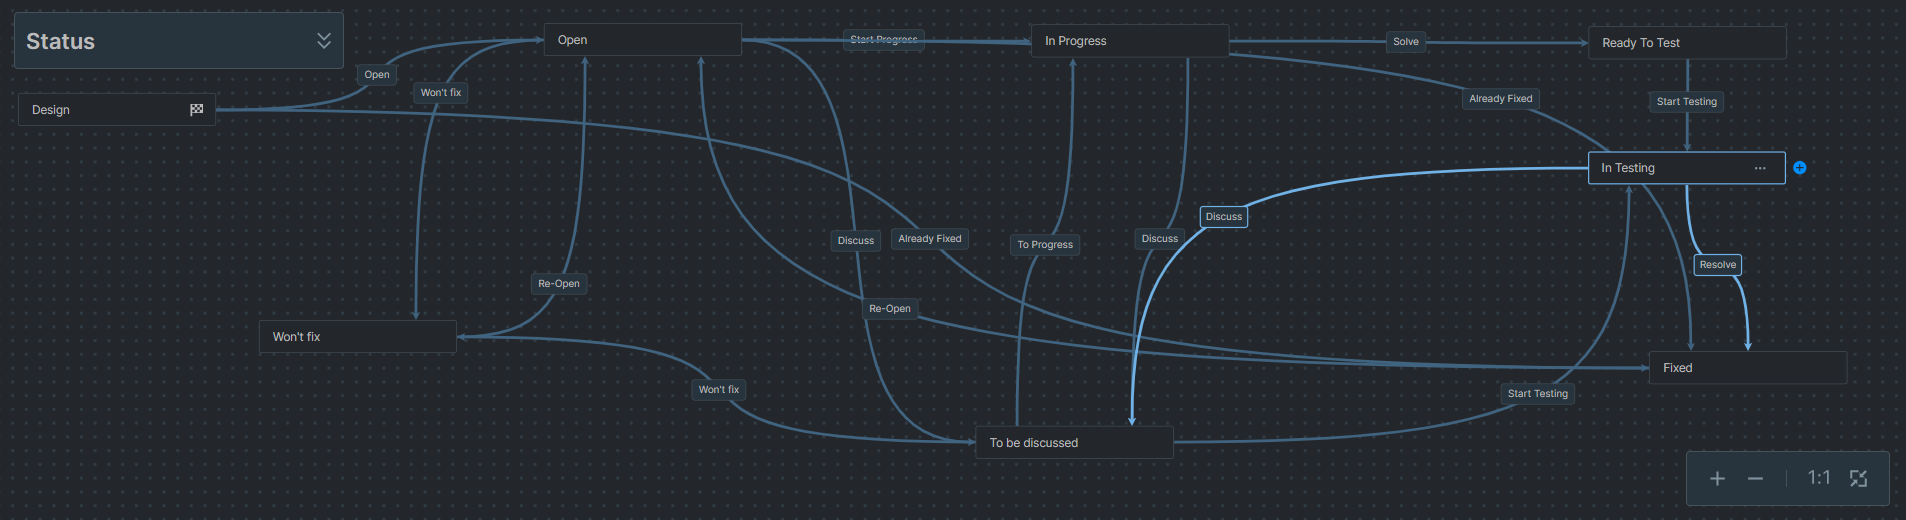 Status
Open
Start Progress
In Progress
Solve
Ready To Test
Open
Won't fix
Design
Already Fixed
Start Testing
In Testing
Discuss
Discuss
Already Fixed
To Progress
Discuss
Resolve
Re-Open
Re-Open
Won't fix
Fixed
Won't fix
Start Testing
To be discussed
1:1